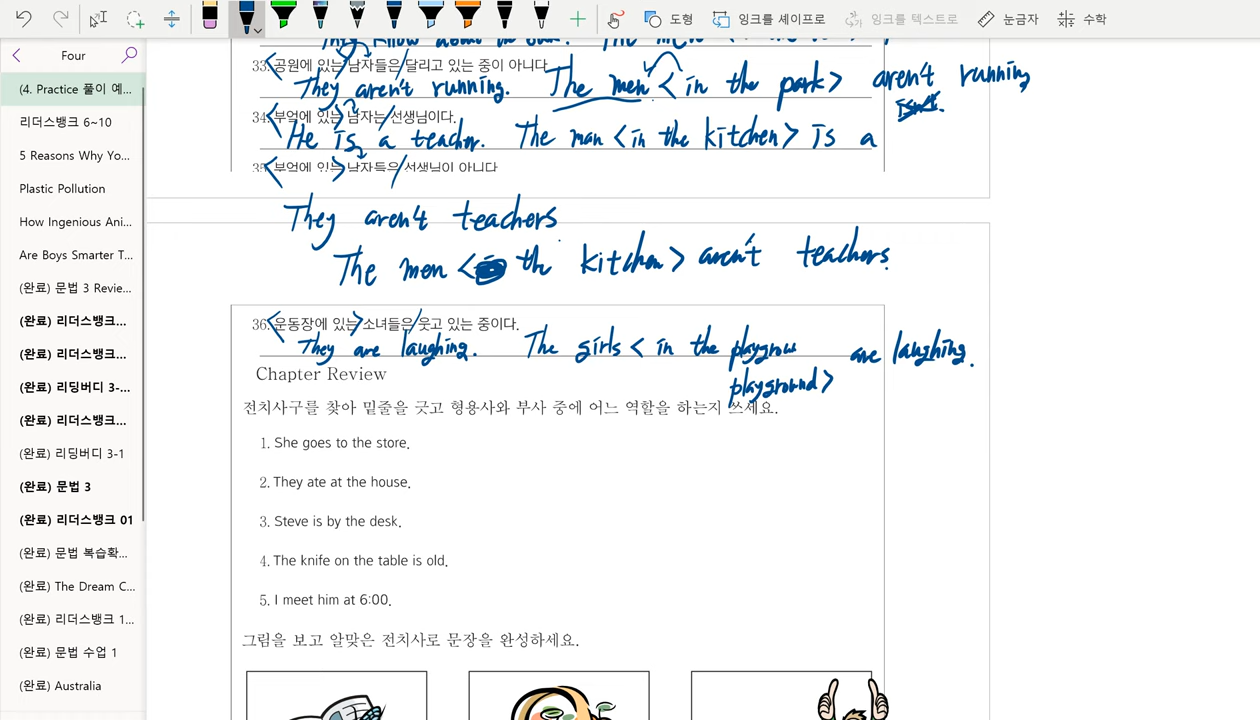 도형
잉크를 셰이프로
잉크를 텍스트로
눈금자
수학
Four
(4. Practice 풀이 예...
리더스뱅크 6~10
5 Reasons Why Yo...
Plastic Pollution
How Ingenious Ani...
Are Boys Smarter T...
(완료) 문법 3 Revie...
(완료) 리더스뱅크...
(완료) 리더스뱅크...
(완료) 리딩버디 3-...
(완료) 리더스뱅크...
(완료) 리딩버디 3-1
(완료) 문법 3
(완료) 리더스뱅크 01
(완료) 문법 복습확...
(완료) The Dream C...
(완료) 리더스뱅크 1...
(완료) 문법 수업 1
(완료) Australia
They know about
33. 공원에 있는 남자들은 달리고 있는 중이 아니다.
They aren't running. The men < in the park > aren't running
34. 부엌에 있는 남자는 선생님이다.
He is a teacher. The man < in the kitchen > is a
35. 부엌에 있는 남자들은 선생님이 아니다
They aren't teachers
The men < the kitchen > aren't teachers.
36. 운동장에 있는 소녀들은 웃고 있는 중이다.
They are laughing. The girls < in the playgrou are laughing.
playground >
Chapter Review
전치사구를 찾아 밑줄을 긋고 형용사와 부사 중에 어느 역할을 하는지 쓰세요.
1. She goes to the store.
2. They ate at the house.
3. Steve is by the desk.
4. The knife on the table is old.
5. I meet him at 6:00.
그림을 보고 알맞은 전치사로 문장을 완성하세요.